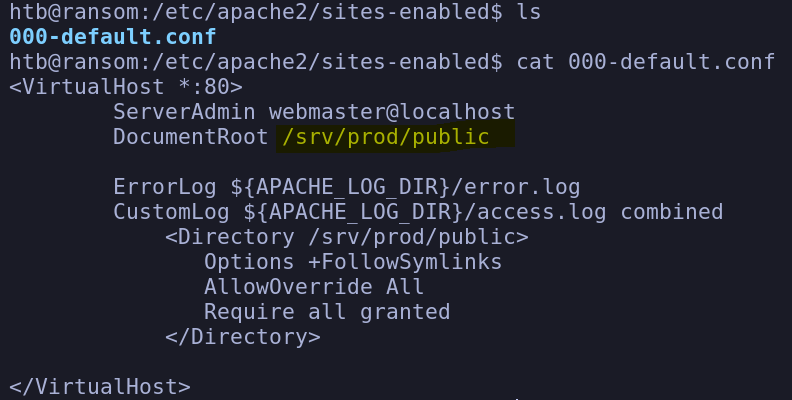 htb@ransom:/etc/apache2/sites-enabled$ ls
000-default.conf
htb@ransom:/etc/apache2/sites-enabled$ cat 000-default.conf
<VirtualHost *:80>
        ServerAdmin webmaster@localhost
        DocumentRoot /srv/prod/public
        ErrorLog ${APACHE_LOG_DIR}/error.log
        CustomLog ${APACHE_LOG_DIR}/access.log combined
            <Directory /srv/prod/public>
               Options +FollowSymlinks
               AllowOverride All
               Require all granted
            </Directory>
</VirtualHost>